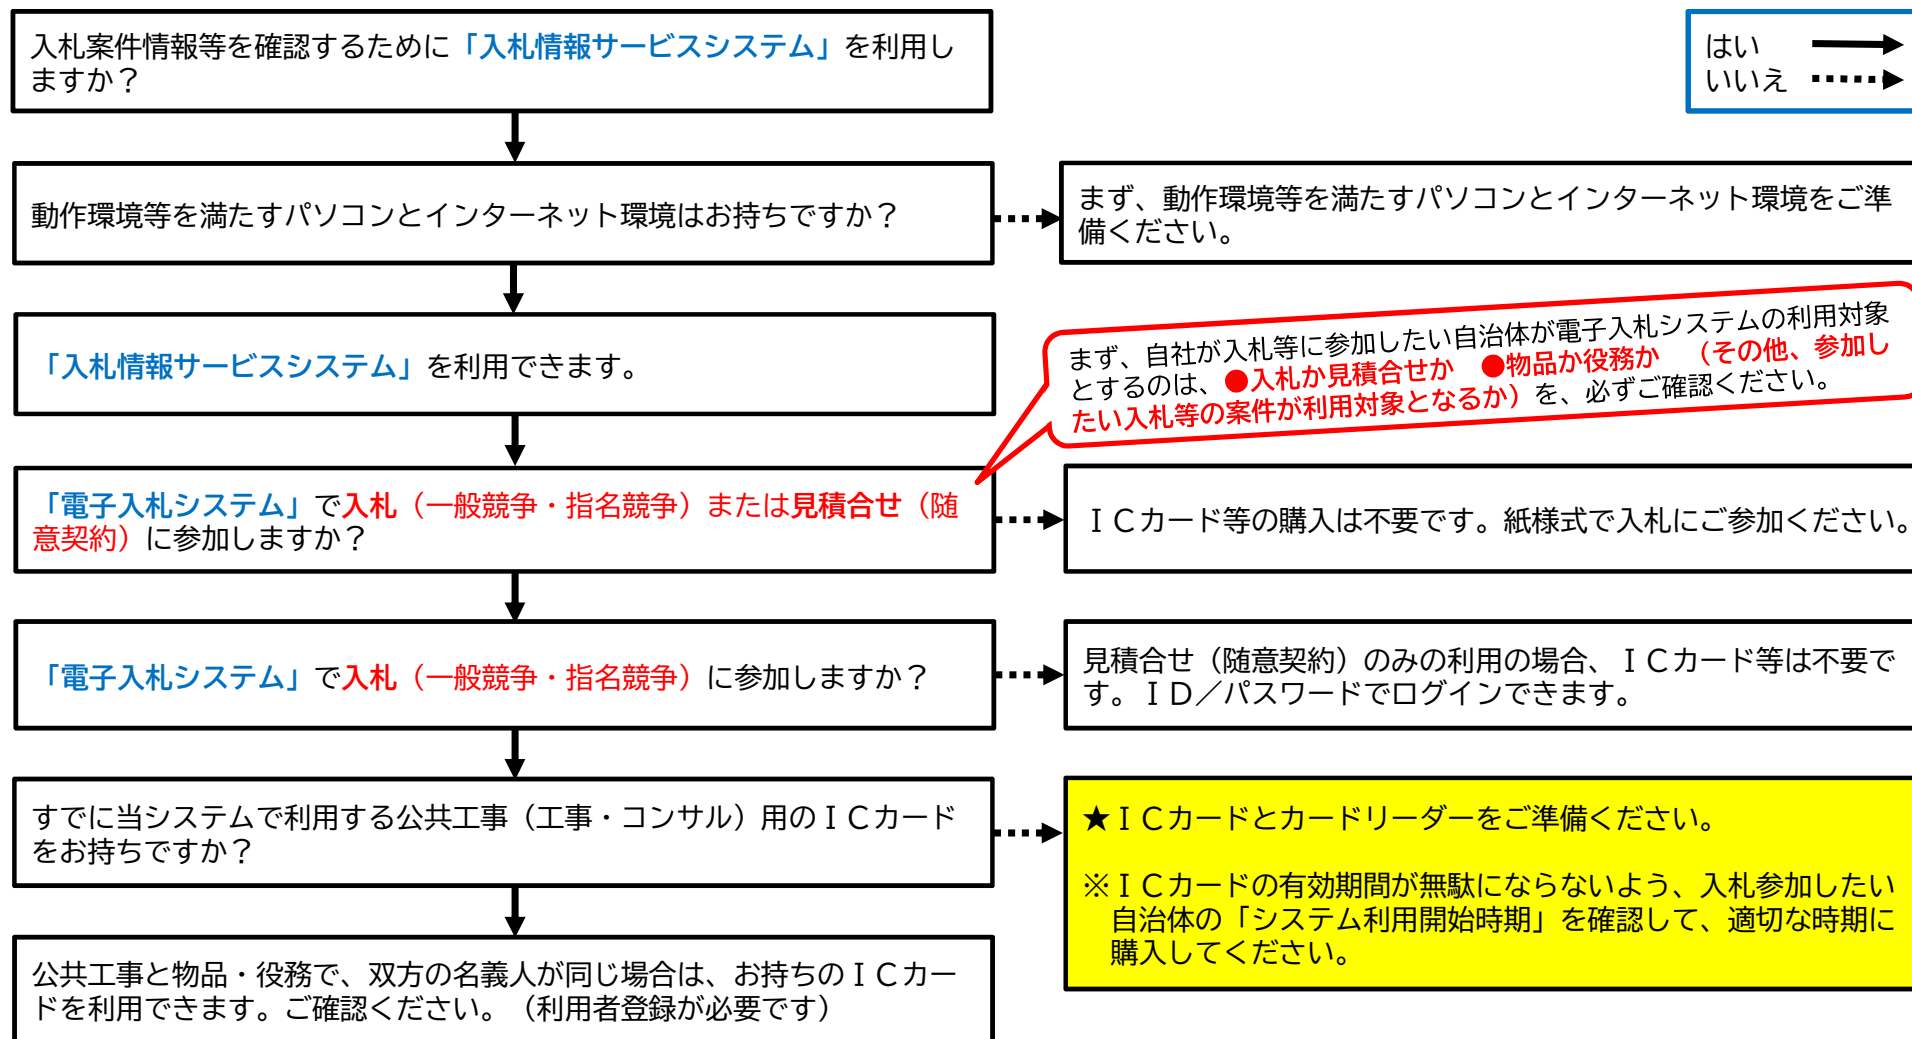 入札案件情報等を確認するために「入札情報サービスシステム」を利用し
ますか？
はい
いいえ
動作環境等を満たすパソコンとインターネット環境はお持ちですか？
まず、動作環境等を満たすパソコンとインターネット環境をご準
備ください。
「入札情報サービスシステム」を利用できます。
まず、自社が入札等に参加したい自治体が電子入札システムの利用対象
とするのは、●入札か見積合せか　●物品か役務か　（その他、参加し
たい入札等の案件が利用対象となるか）を、必ずご確認ください。
「電子入札システム」で入札（一般競争・指名競争）または見積合せ（随
意契約）に参加しますか？
ＩＣカード等の購入は不要です。紙様式で入札にご参加ください。
「電子入札システム」で入札（一般競争・指名競争）に参加しますか？
見積合せ（随意契約）のみの利用の場合、ＩＣカード等は不要で
す。ＩＤ／パスワードでログインできます。
すでに当システムで利用する公共工事（工事・コンサル）用のＩＣカード
をお持ちですか？
★ＩＣカードとカードリーダーをご準備ください。
※ＩＣカードの有効期間が無駄にならないよう、入札参加したい
自治体の「システム利用開始時期」を確認して、適切な時期に
購入してください。
公共工事と物品・役務で、双方の名義人が同じ場合は、お持ちのＩＣカー
ドを利用できます。ご確認ください。（利用者登録が必要です）